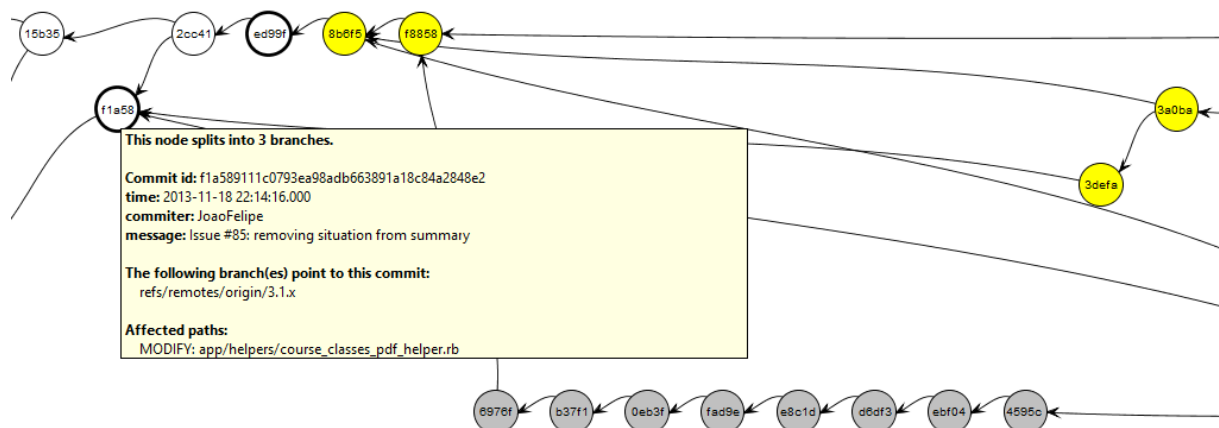 15b35
2cc41
ed99f
8b6f5
f8858
f1a58
3a0ba
3defa
This node splits into 3 branches.
Commit id: f1a589111c0793ea98adb663891a18c84a2848e2
time: 2013-11-18 22:14:16.000
commiter: JoaoFelipe
message: Issue #85: removing situation from summary
The following branch(es) point to this commit:
refs/remotes/origin/3.1.x
Affected paths:
MODIFY: app/helpers/course_classes_pdf_helper.rb
6976f
b37f1
0eb3f
fad9e
e8c1d
d6df3
ebf04
4595c